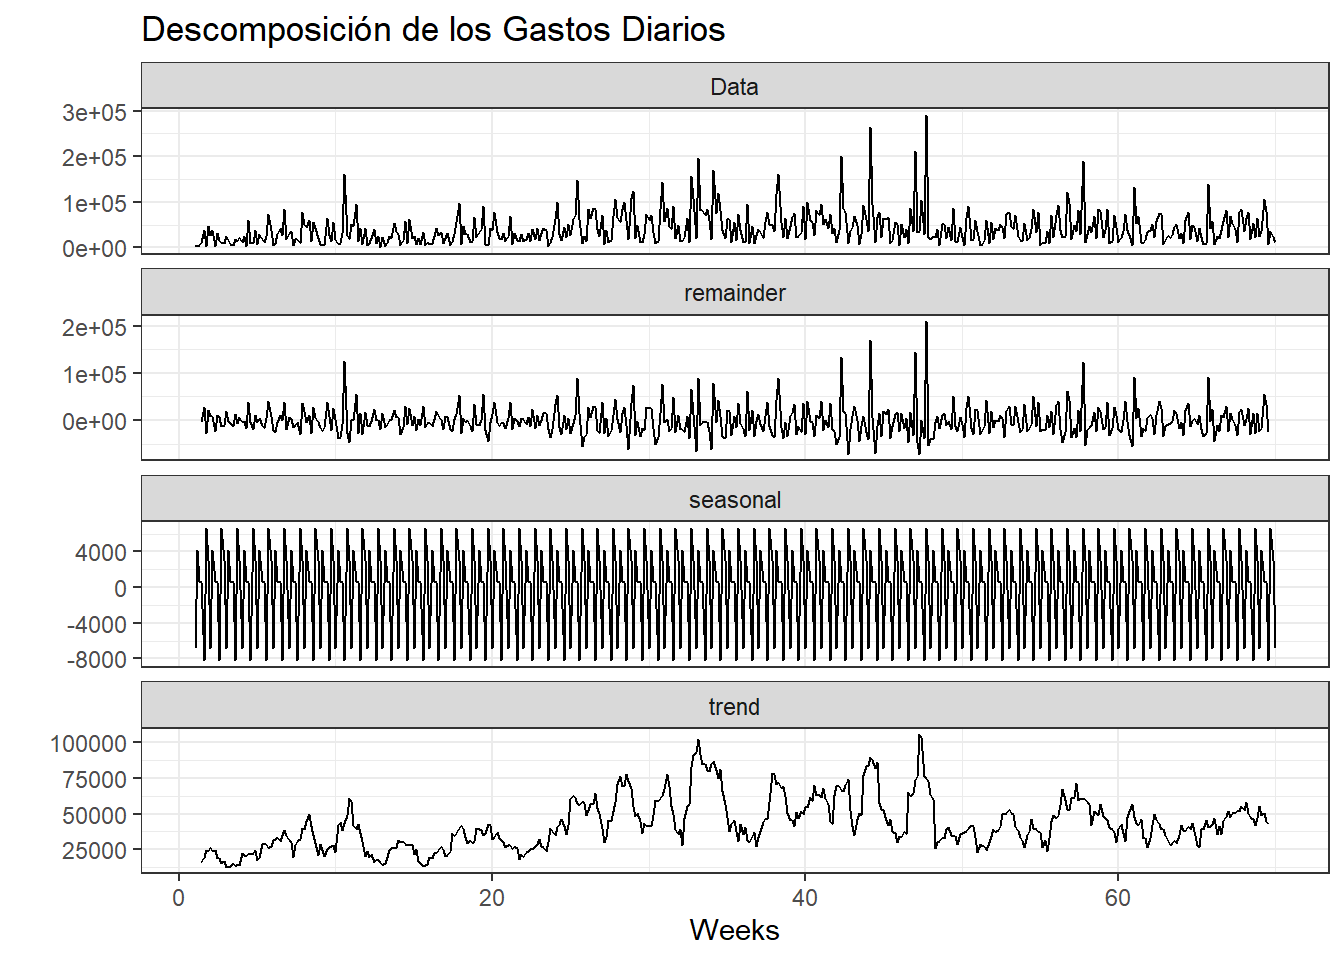 Descomposición de los Gastos Diarios
Data
3e+05
2e+05
1e+05
0e+00
remainder
2e+05
1e+05
0e+00
seasonal
4000
0
-4000
-8000
trend
100000
75000
50000
25000
0 20 40 60
Weeks